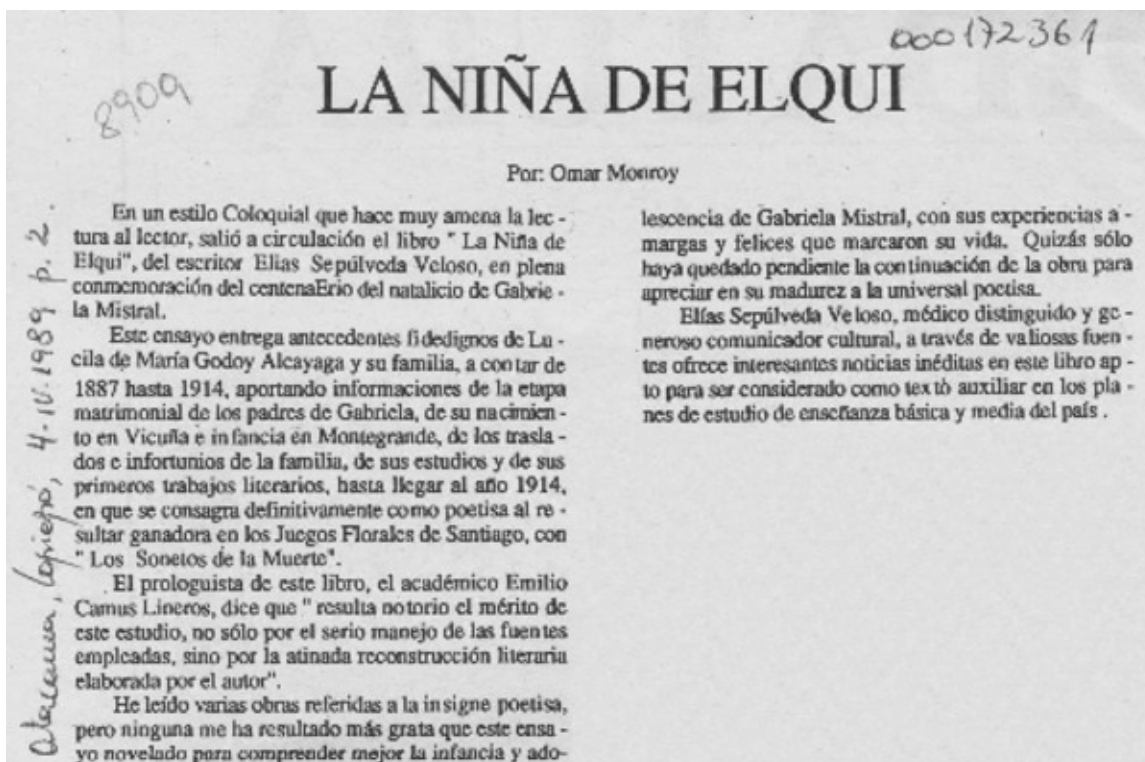 000172361
8909
LA NIÑA DE ELQUI
Por: Omar Monroy
En un estilo Coloquial que hace muy amena la lec -
tura al lector, salió a circulación el libro " La Niña de
Elqui", del escritor Elías Sepúlveda Veloso, en plena
conmemoración del centenaErio del natalicio de Gabrie -
la Mistral.
Este ensayo entrega antecedentes fidedignos de Lu -
cila de María Godoy Alcayaga y su familia, a contar de
1887 hasta 1914, aportando informaciones de la etapa
matrimonial de los padres de Gabriela, de su nacimien -
to en Vicuña e infancia en Montegrande, de los trasla -
dos e infortunios de la familia, de sus estudios y de sus
primeros trabajos literarios, hasta llegar al año 1914,
en que se consagra definitivamente como poetisa al re -
sultar ganadora en los Juegos Florales de Santiago, con
" Los Sonetos de la Muerte".
El prologuista de este libro, el académico Emilio
Camus Lineros, dice que " resulta notorio el mérito de
este estudio, no sólo por el serio manejo de las fuentes
empleadas, sino por la atinada reconstrucción literaria
elaborada por el autor".
He leído varias obras referidas a la insigne poetisa,
pero ninguna me ha resultado más grata que este ensa -
yo novelado para comprender mejor la infancia y ado-
lescencia de Gabriela Mistral, con sus experiencias a -
margas y felices que marcaron su vida. Quizás sólo
haya quedado pendiente la continuación de la obra para
apreciar en su madurez a la universal poetisa.
Elías Sepúlveda Veloso, médico distinguido y ge -
neroso comunicador cultural, a través de valiosas fuen -
tes ofrece interesantes noticias inéditas en este libro ap -
to para ser considerado como textò auxiliar en los pla -
nes de estudio de enseñanza básica y media del país .
Atacama, Copiapó, 4-IV-1989 p. 2.